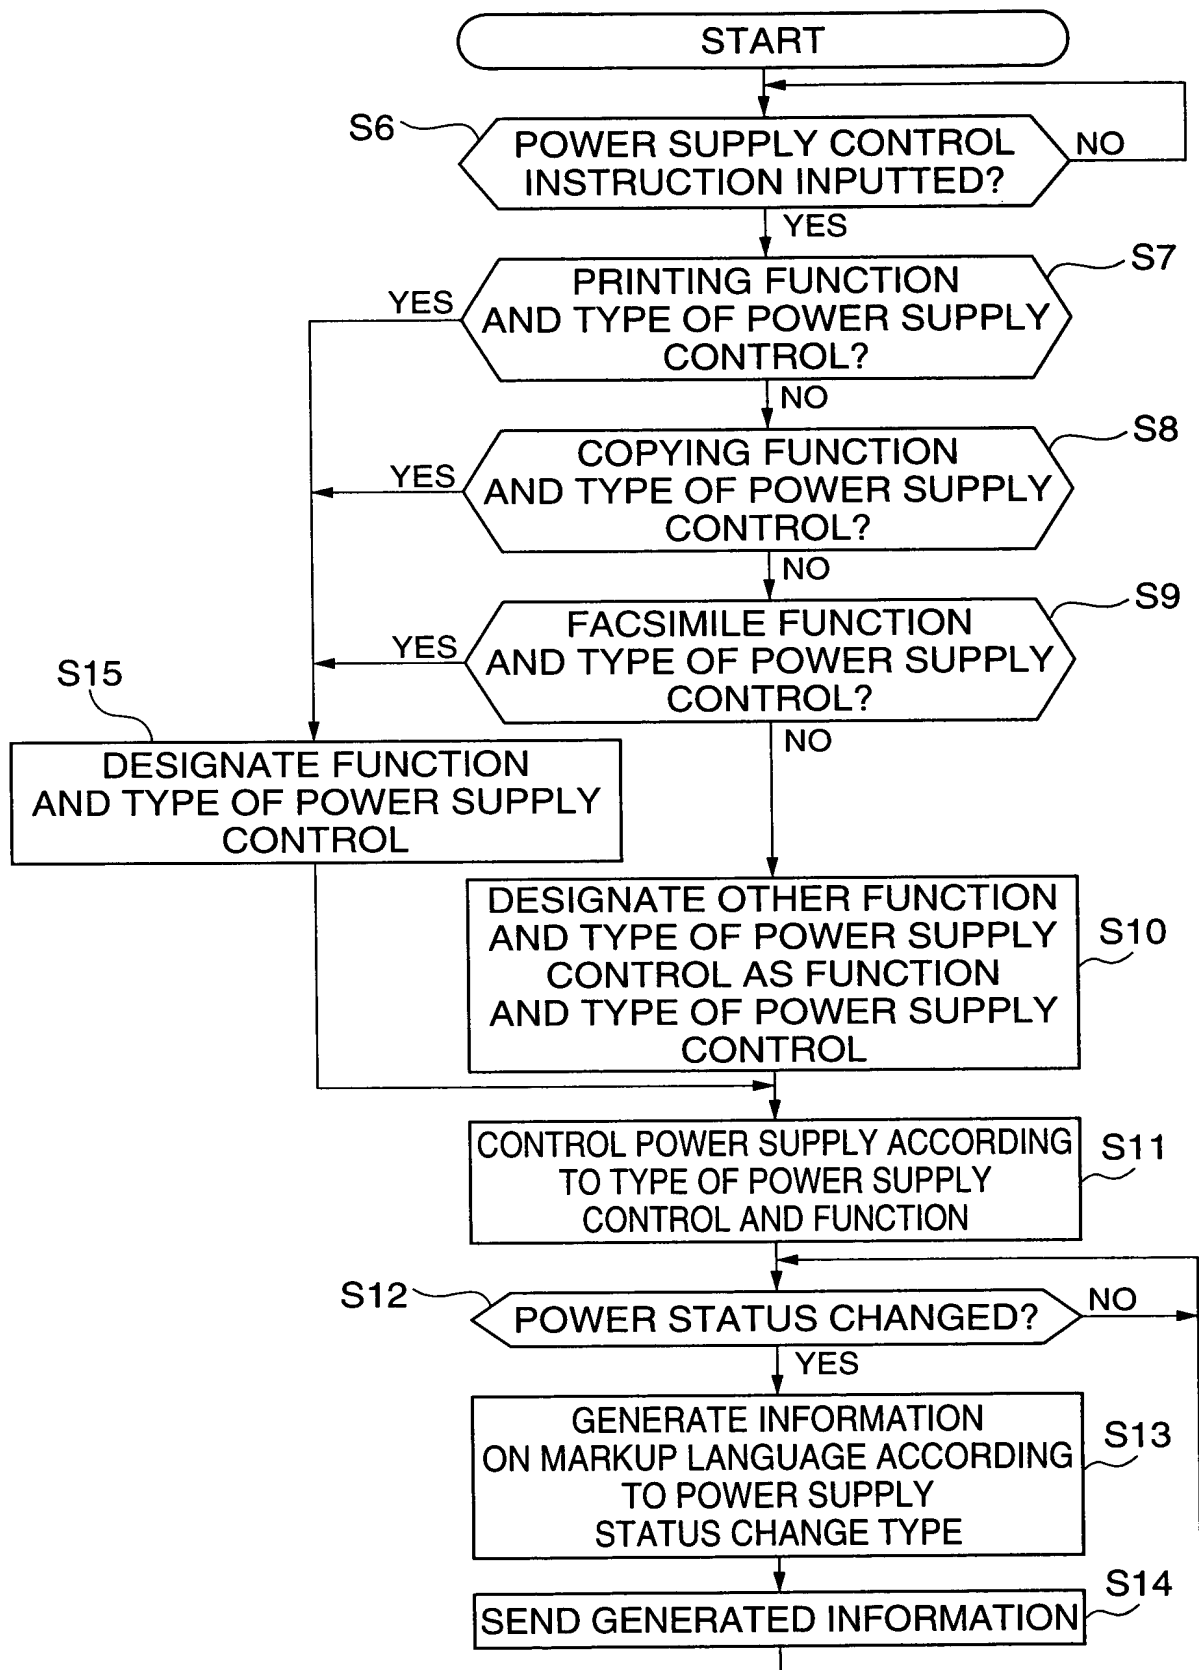 START
S6
POWER SUPPLY CONTROL
INSTRUCTION INPUTTED?
NO
YES
S7
PRINTING FUNCTION
AND TYPE OF POWER SUPPLY
CONTROL?
YES
NO
S8
COPYING FUNCTION
AND TYPE OF POWER SUPPLY
CONTROL?
YES
NO
S9
FACSIMILE FUNCTION
AND TYPE OF POWER SUPPLY
CONTROL?
YES
NO
S15
DESIGNATE FUNCTION
AND TYPE OF POWER SUPPLY
CONTROL
DESIGNATE OTHER FUNCTION
AND TYPE OF POWER SUPPLY
CONTROL AS FUNCTION
AND TYPE OF POWER SUPPLY
CONTROL
S10
CONTROL POWER SUPPLY ACCORDING
TO TYPE OF POWER SUPPLY
CONTROL AND FUNCTION
S11
S12
POWER STATUS CHANGED?
NO
YES
GENERATE INFORMATION
ON MARKUP LANGUAGE ACCORDING
TO POWER SUPPLY
STATUS CHANGE TYPE
S13
S14
SEND GENERATED INFORMATION